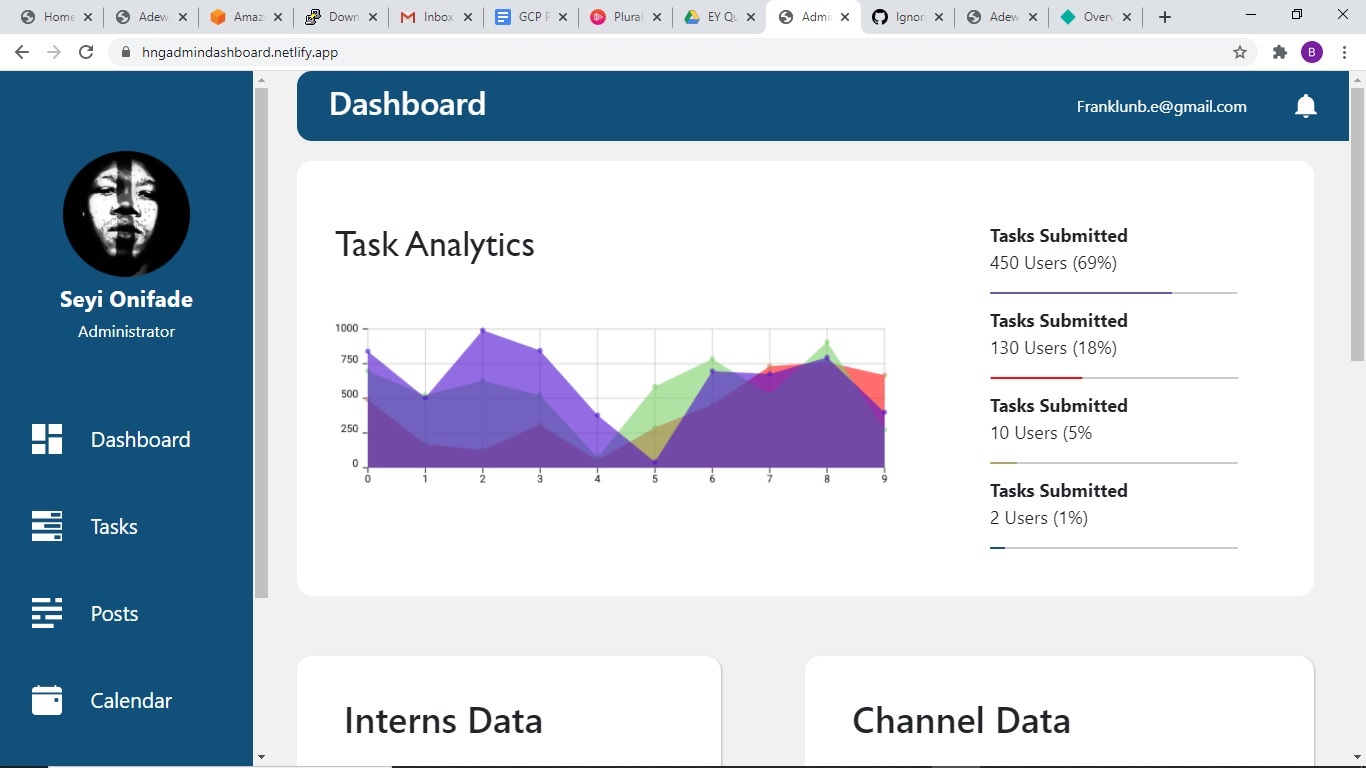 Home
Adew
Amaz
Down
Inbox
GCP F
Plural
EY Qu
Admi
Ignor
Adew
Over
hngadmindashboard.netlify.app
B
Dashboard
Franklunb.e@gmail.com
Seyi Onifade
Administrator
Dashboard
Tasks
Posts
Calendar
Task Analytics
1000
750
500
250
0
0 1 2 3 4 5 6 7 8 9
Tasks Submitted
450 Users (69%)
Tasks Submitted
130 Users (18%)
Tasks Submitted
10 Users (5%
Tasks Submitted
2 Users (1%)
Interns Data
Channel Data